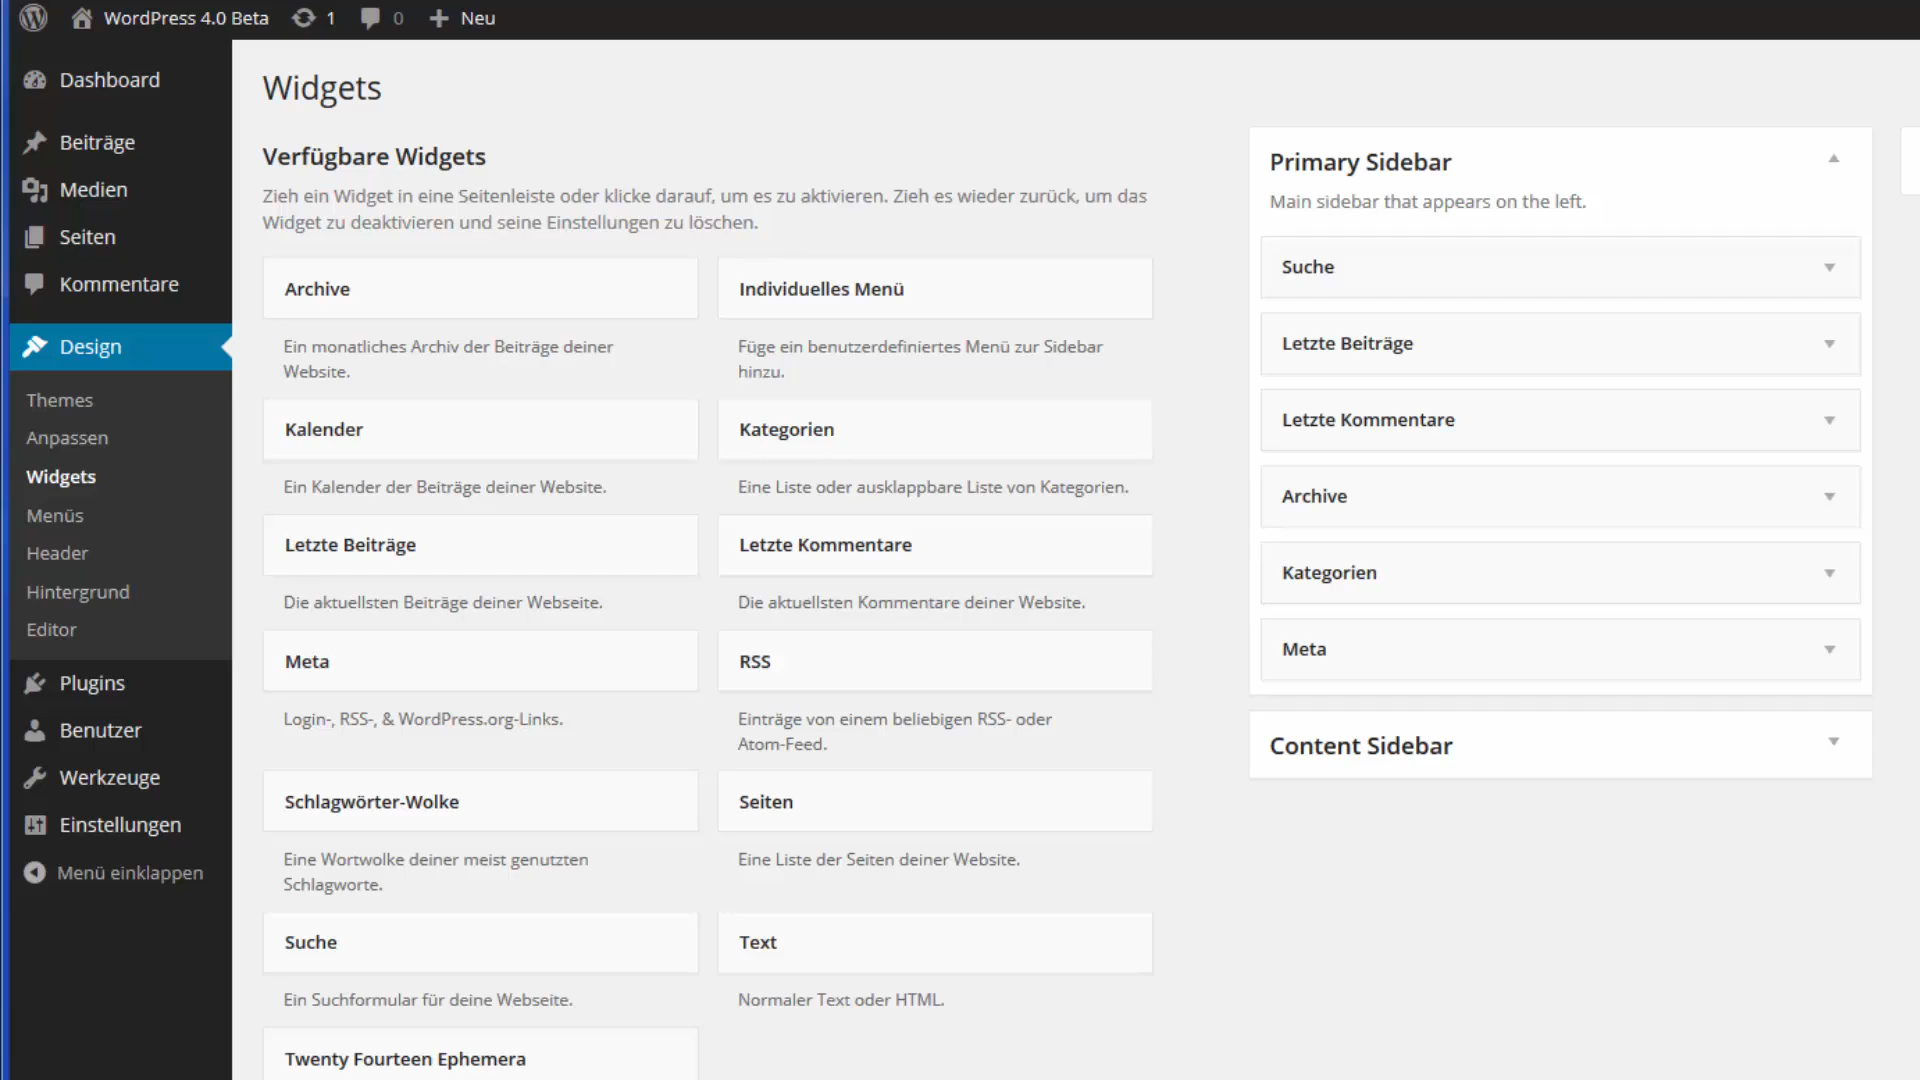 WordPress 4.0 Beta 1 0 Neu
Dashboard
Beiträge
Medien
Seiten
Kommentare
Design
Themes
Anpassen
Widgets
Menüs
Header
Hintergrund
Editor
Plugins
Benutzer
Werkzeuge
Einstellungen
Menü einklappen
Widgets
Verfügbare Widgets
Zieh ein Widget in eine Seitenleiste oder klicke darauf, um es zu aktivieren. Zieh es wieder zurück, um das
Widget zu deaktivieren und seine Einstellungen zu löschen.
Archive
Ein monatliches Archiv der Beiträge deiner
Website.
Individuelles Menü
Füge ein benutzerdefiniertes Menü zur Sidebar
hinzu.
Kalender
Ein Kalender der Beiträge deiner Website.
Kategorien
Eine Liste oder ausklappbare Liste von Kategorien.
Letzte Beiträge
Die aktuellsten Beiträge deiner Webseite.
Letzte Kommentare
Die aktuellsten Kommentare deiner Website.
Meta
Login-, RSS-, & WordPress.org-Links.
RSS
Einträge von einem beliebigen RSS- oder
Atom-Feed.
Schlagwörter-Wolke
Eine Wortwolke deiner meist genutzten
Schlagworte.
Seiten
Eine Liste der Seiten deiner Website.
Suche
Ein Suchformular für deine Webseite.
Text
Normaler Text oder HTML.
Twenty Fourteen Ephemera
Primary Sidebar
Main sidebar that appears on the left.
Suche
Letzte Beiträge
Letzte Kommentare
Archive
Kategorien
Meta
Content Sidebar